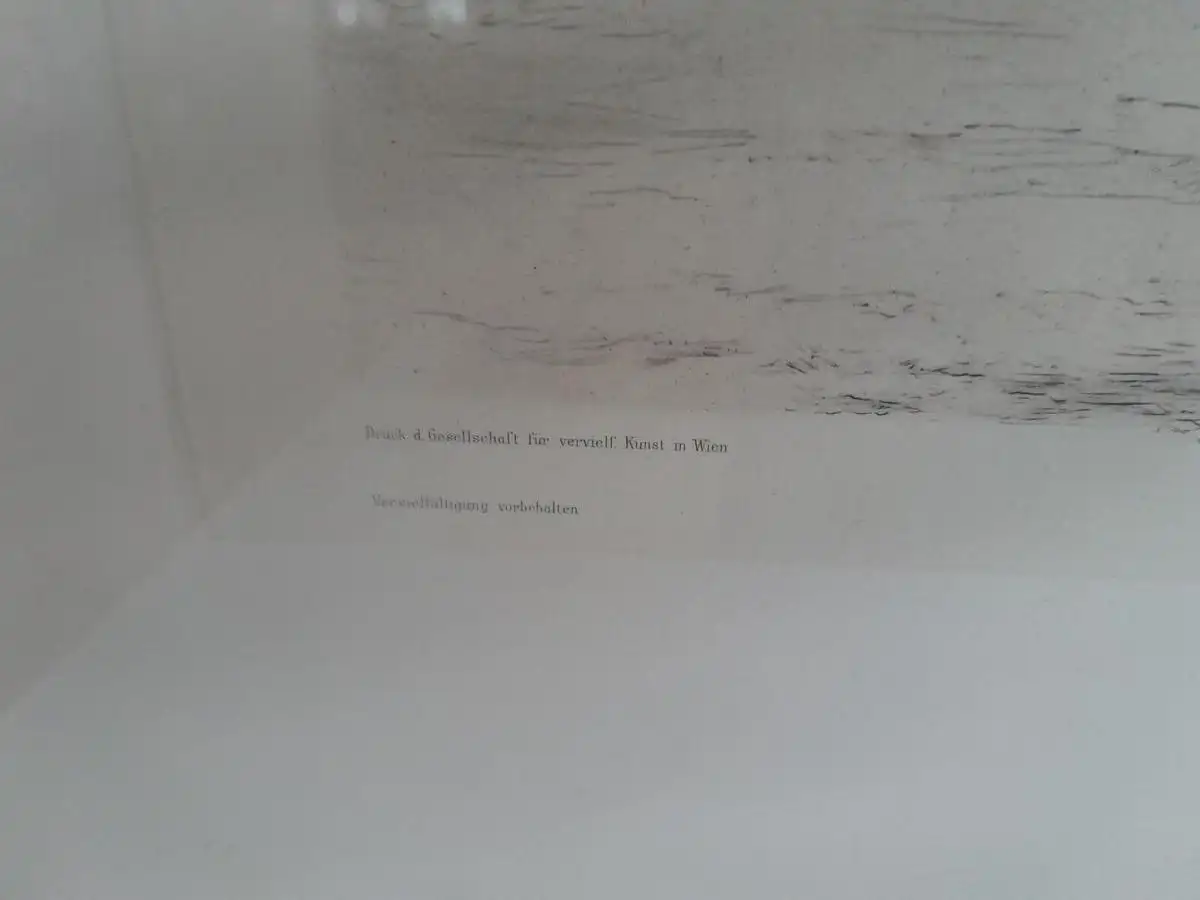 Druck d. Gesellschaft für vervielf. Kunst in Wien
Vervielfältigung vorbehalten